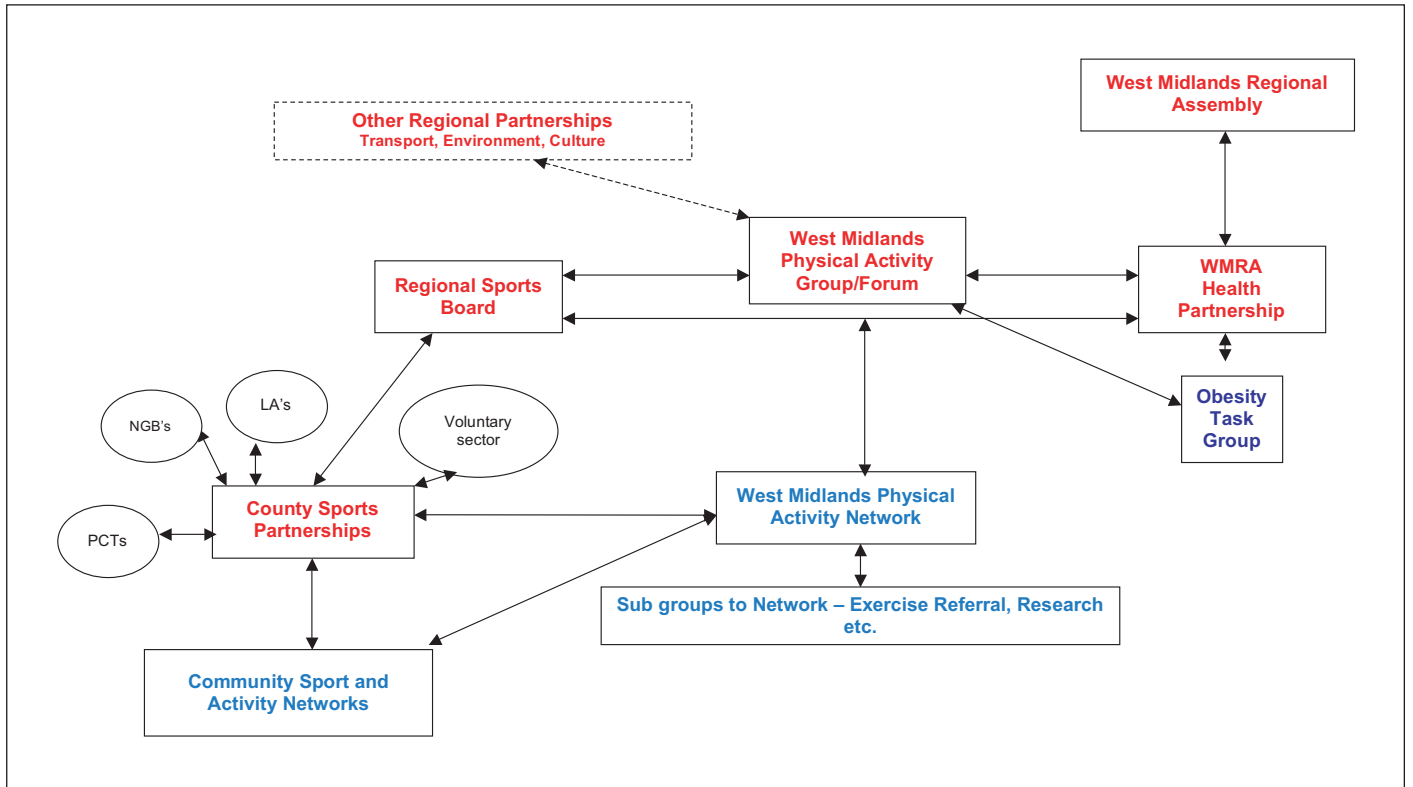 West Midlands Regional
Assembly
Other Regional Partnerships
Transport, Environment, Culture
West Midlands
Physical Activity
Group/Forum
WMRA
Health
Partnership
Regional Sports
Board
Obesity
Task
Group
LA’s
NGB’s
Voluntary
sector
County Sports
Partnerships
PCTs
West Midlands Physical
Activity Network
Sub groups to Network – Exercise Referral, Research
etc.
Community Sport and
Activity Networks